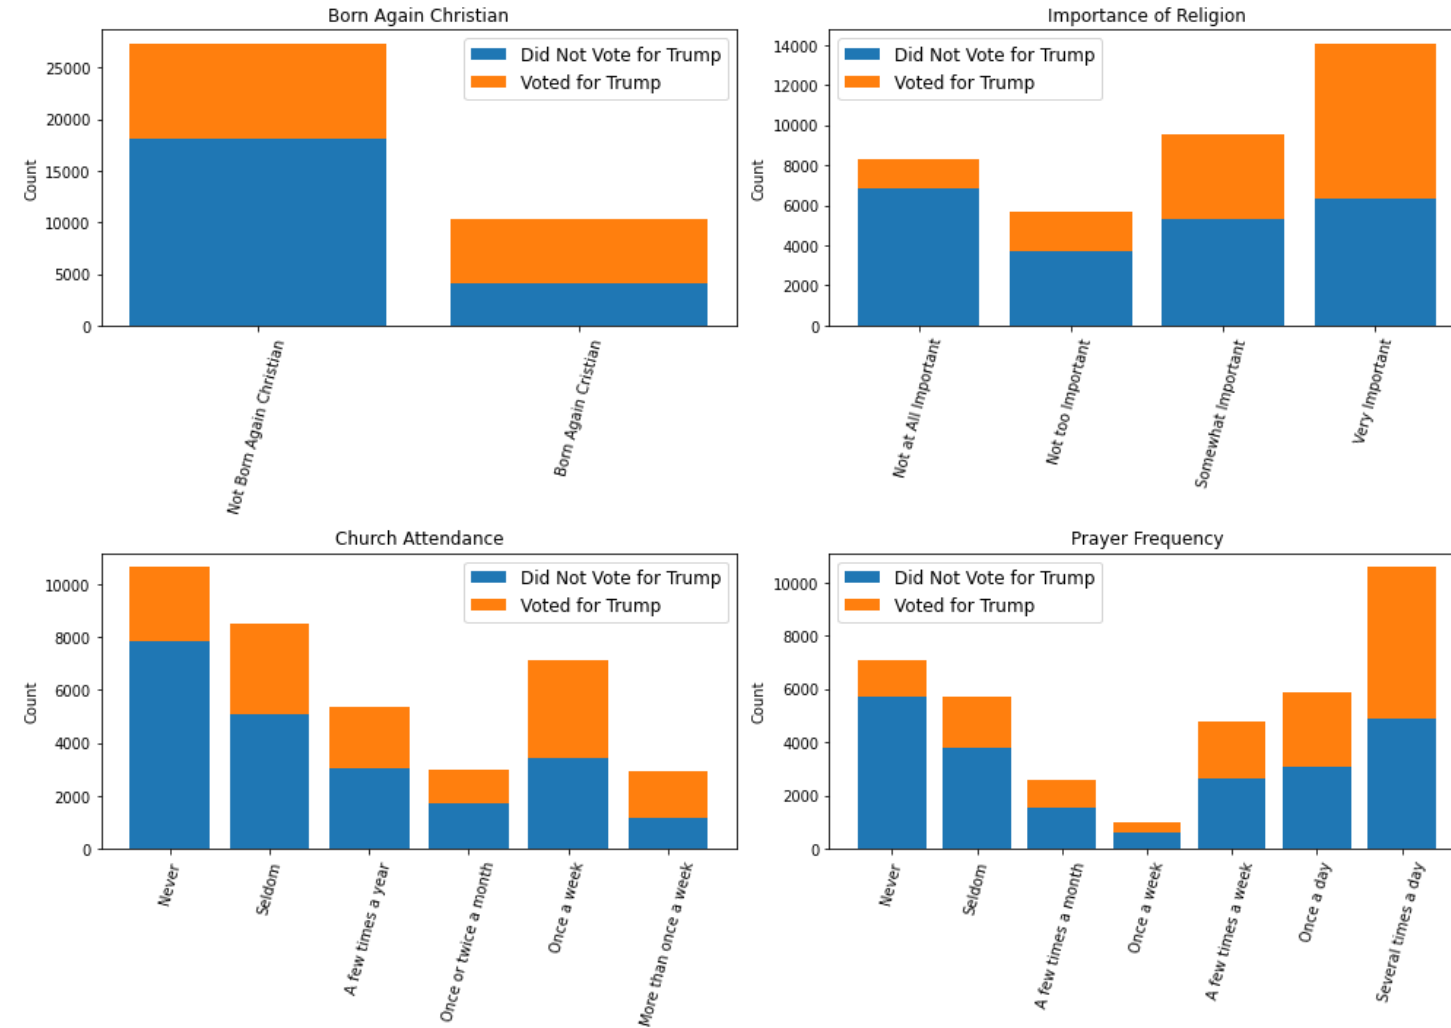 Born Again Christian
Did Not Vote for Trump
Voted for Trump
Count
25000
20000
15000
10000
5000
0
Not Born Again Christian
Born Again Cristian
Importance of Religion
Did Not Vote for Trump
Voted for Trump
Count
14000
12000
10000
8000
6000
4000
2000
0
Not at All Important
Not too Important
Somewhat Important
Very Important
Church Attendance
Did Not Vote for Trump
Voted for Trump
Count
10000
8000
6000
4000
2000
0
Never
Seldom
A few times a year
Once or twice a month
Once a week
More than once a week
Prayer Frequency
Did Not Vote for Trump
Voted for Trump
Count
10000
8000
6000
4000
2000
0
Never
Seldom
A few times a month
Once a week
A few times a week
Once a day
Several times a day